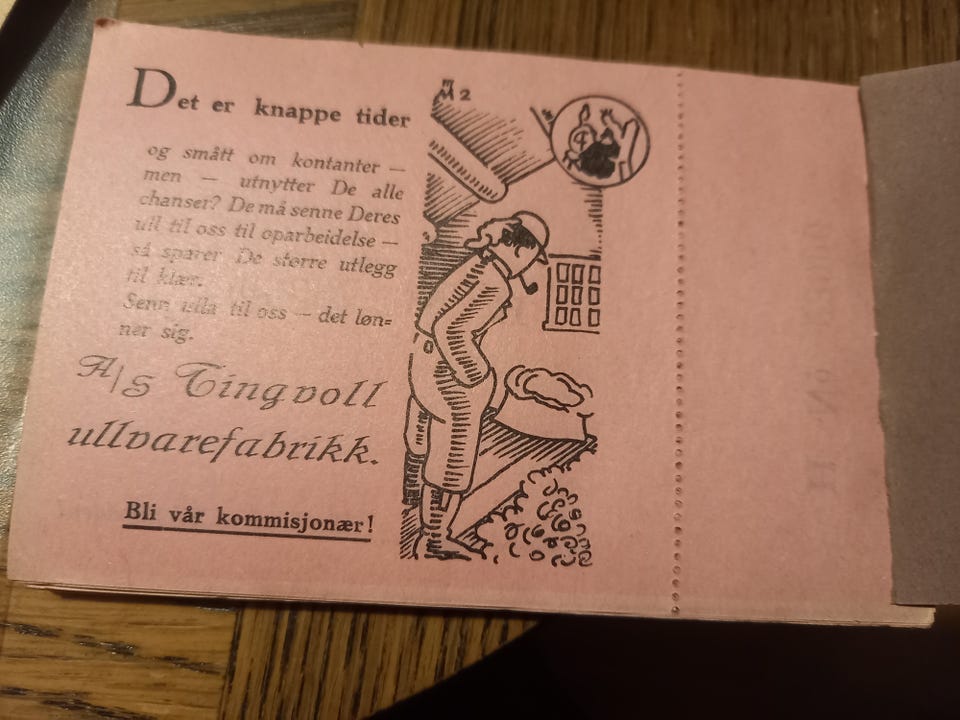 Det er knappe tider
og smått om kontanter —
men — utnytter De alle
chanser? De må senne Deres
ull til oss til oparbeidelse —
så sparer De større utlegg
til klær.
Senn ulla til oss — det løn=
ner sig.
A/S Tingvoll
ullvarefabrikk.
Bli vår kommisjonær!